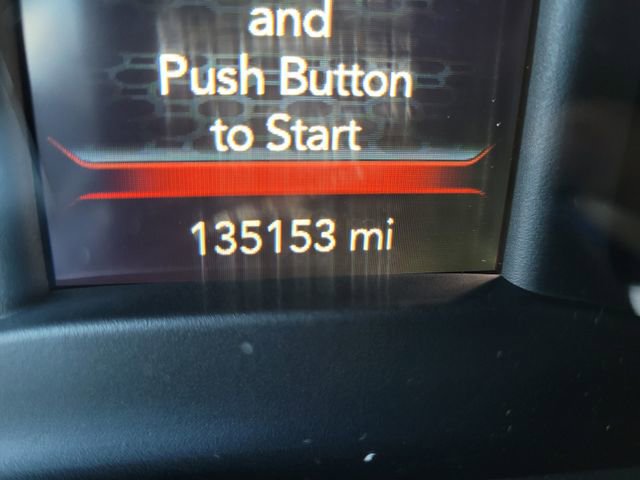 and
Push Button
to Start
135153 mi